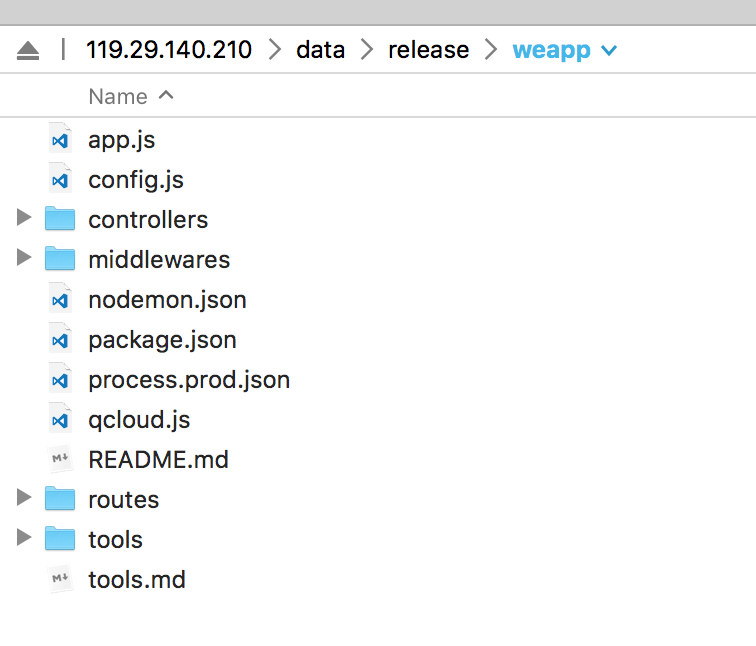 119.29.140.210 > data > release > weapp
Name
app.js
config.js
controllers
middlewares
nodemon.json
package.json
process.prod.json
qcloud.js
M↓ README.md
routes
tools
M↓ tools.md